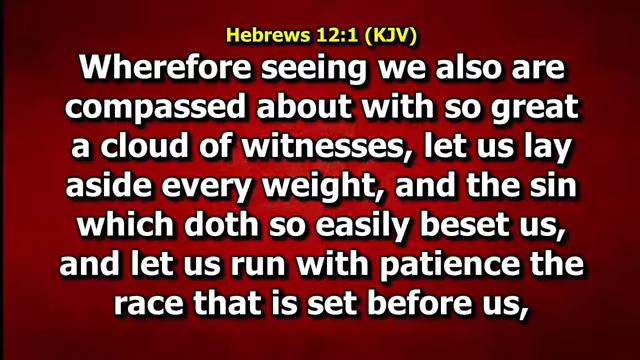 Hebrews 12:1 (KJV)
Wherefore seeing we also are
compassed about with so great
a cloud of witnesses, let us lay
aside every weight, and the sin
which doth so easily beset us,
and let us run with patience the
race that is set before us,